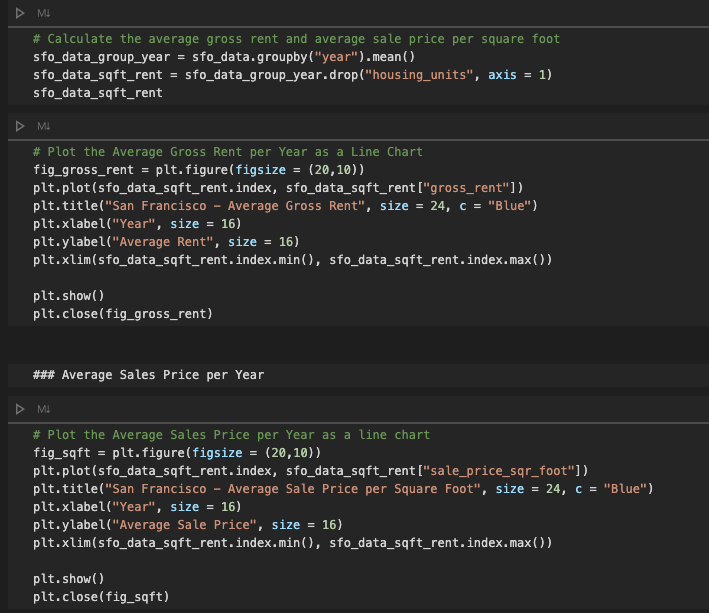 M↓
# Calculate the average gross rent and average sale price per square foot
sfo_data_group_year = sfo_data.groupby("year").mean()
sfo_data_sqft_rent = sfo_data_group_year.drop("housing_units", axis = 1)
sfo_data_sqft_rent
M↓
# Plot the Average Gross Rent per Year as a Line Chart
fig_gross_rent = plt.figure(figsize = (20,10))
plt.plot(sfo_data_sqft_rent.index, sfo_data_sqft_rent["gross_rent"])
plt.title("San Francisco - Average Gross Rent", size = 24, c = "Blue")
plt.xlabel("Year", size = 16)
plt.ylabel("Average Rent", size = 16)
plt.xlim(sfo_data_sqft_rent.index.min(), sfo_data_sqft_rent.index.max())
plt.show()
plt.close(fig_gross_rent)
### Average Sales Price per Year
M↓
# Plot the Average Sales Price per Year as a line chart
fig_sqft = plt.figure(figsize = (20,10))
plt.plot(sfo_data_sqft_rent.index, sfo_data_sqft_rent["sale_price_sqr_foot"])
plt.title("San Francisco - Average Sale Price per Square Foot", size = 24, c = "Blue")
plt.xlabel("Year", size = 16)
plt.ylabel("Average Sale Price", size = 16)
plt.xlim(sfo_data_sqft_rent.index.min(), sfo_data_sqft_rent.index.max())
plt.show()
plt.close(fig_sqft)